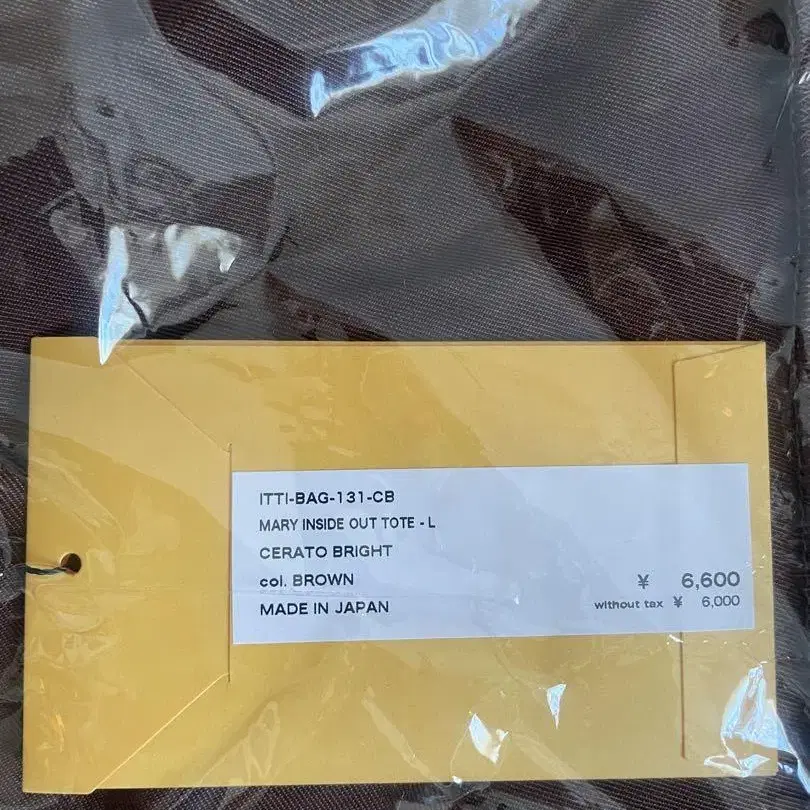 ITTI-BAG-131-CB
MARY INSIDE OUT TOTE - L
CERATO BRIGHT
col. BROWN
¥ 6,600
MADE IN JAPAN
without tax ¥ 6,000